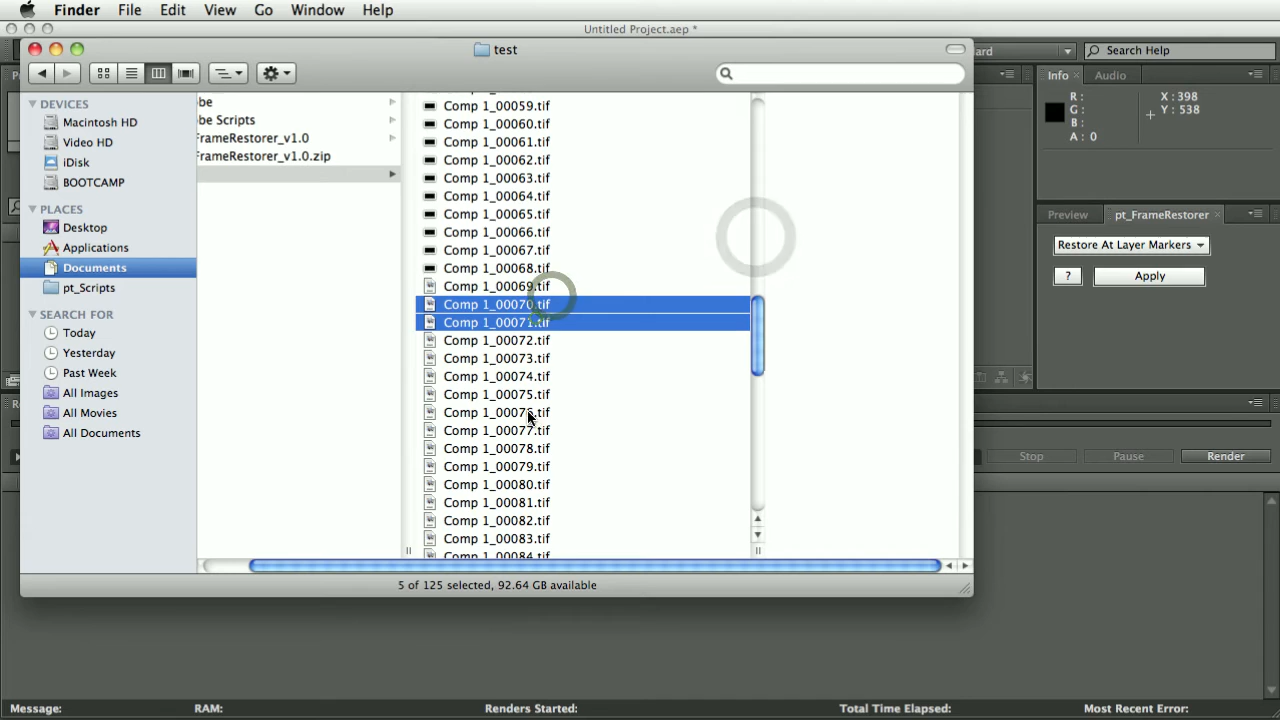 Finder File Edit View Go Window Help
Untitled Project.aep *
test
ard
Search Help
DEVICES
Macintosh HD
Video HD
iDisk
BOOTCAMP
PLACES
Desktop
Applications
Documents
pt_Scripts
SEARCH FOR
Today
Yesterday
Past Week
All Images
All Movies
All Documents
be
be Scripts
FrameRestorer_v1.0
FrameRestorer_v1.0.zip
Comp 1_00059.tif
Comp 1_00060.tif
Comp 1_00061.tif
Comp 1_00062.tif
Comp 1_00063.tif
Comp 1_00064.tif
Comp 1_00065.tif
Comp 1_00066.tif
Comp 1_00067.tif
Comp 1_00068.tif
Comp 1_00069.tif
Comp 1_00070.tif
Comp 1_00071.tif
Comp 1_00072.tif
Comp 1_00073.tif
Comp 1_00074.tif
Comp 1_00075.tif
Comp 1_00076.tif
Comp 1_00077.tif
Comp 1_00078.tif
Comp 1_00079.tif
Comp 1_00080.tif
Comp 1_00081.tif
Comp 1_00082.tif
Comp 1_00083.tif
Comp 1_00084.tif
5 of 125 selected, 92.64 GB available
Info Audio
R: X: 398
G: Y: 538
B:
A: 0
Preview pt_FrameRestorer
Restore At Layer Markers
? Apply
Stop Pause Render
Message: RAM: Renders Started: Total Time Elapsed: Most Recent Error: